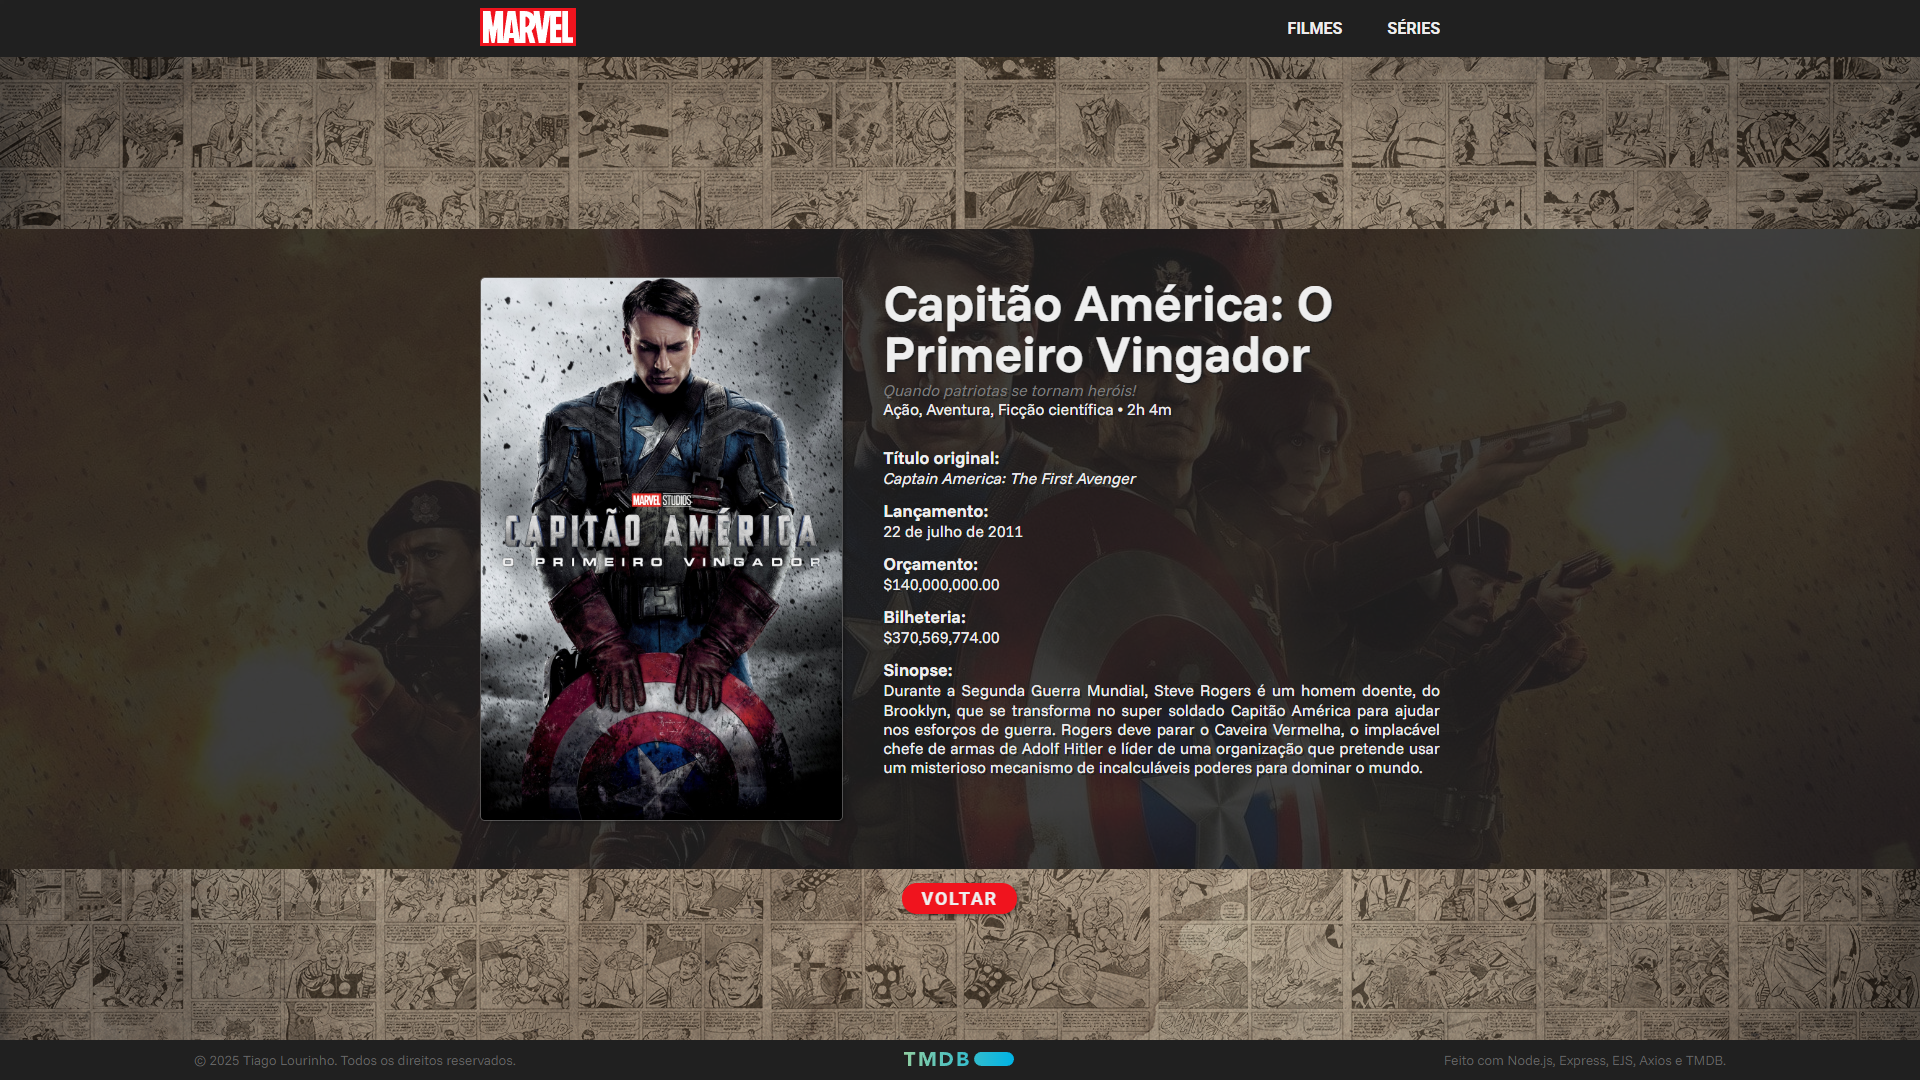 MARVEL
FILMES
SÉRIES
Capitão América: O
Primeiro Vingador
Quando patriotas se tornam heróis!
Ação, Aventura, Ficção científica • 2h 4m
MARVEL STUDIOS
CAPITÃO AMÉRICA
O PRIMEIRO VINGADOR
Título original:
Captain America: The First Avenger
Lançamento:
22 de julho de 2011
Orçamento:
$140,000,000.00
Bilheteria:
$370,569,774.00
Sinopse:
Durante a Segunda Guerra Mundial, Steve Rogers é um homem doente, do
Brooklyn, que se transforma no super soldado Capitão América para ajudar
nos esforços de guerra. Rogers deve parar o Caveira Vermelha, o implacável
chefe de armas de Adolf Hitler e líder de uma organização que pretende usar
um misterioso mecanismo de incalculáveis poderes para dominar o mundo.
VOLTAR
© 2025 Tiago Lourinho. Todos os direitos reservados.
TMDB
Feito com Node.js, Express, EJS, Axios e TMDB.